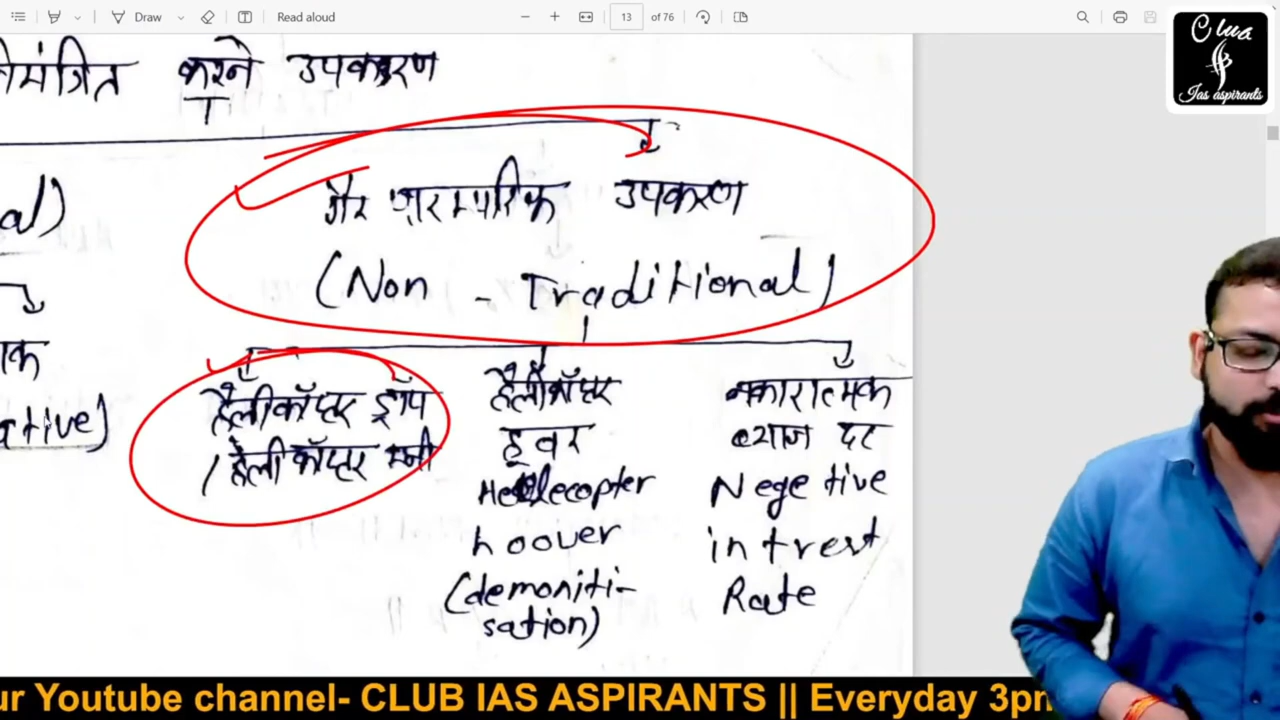 Draw
Read aloud
13 of 76
Clua
Ias aspirants
करने उपकरण
गैर पारम्परिक उपकरण
al)
(Non - Traditional)
ative)
हैलीकॉप्टर ड्रॉप
/ हैलीकॉप्टर मनी
हैलीकॉप्टर
हूवर
Helecopter
hoover
(demoniti-
sation)
नकारात्मक
ब्याज दर
Negetive
intrest
Rate
ur Youtube channel- CLUB IAS ASPIRANTS || Everyday 3pm